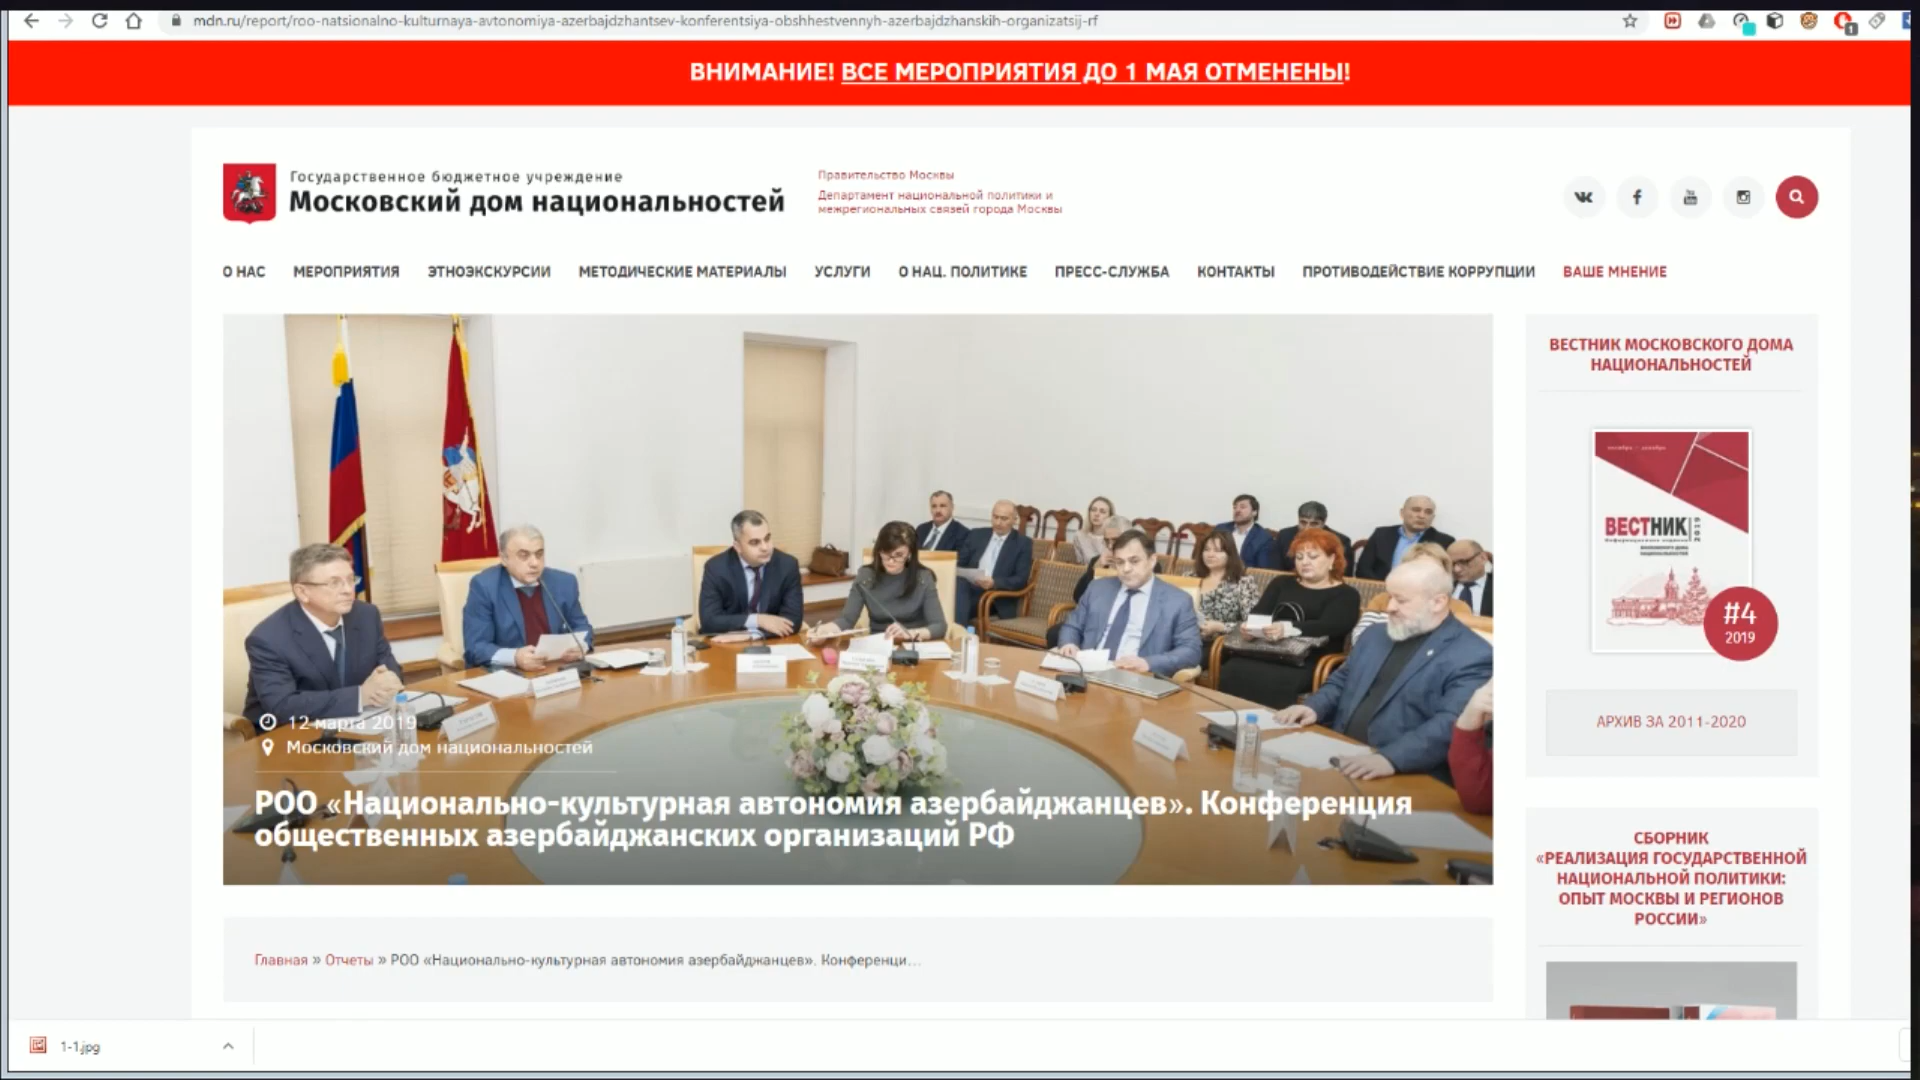 mdn.ru/report/roo-natsionalno-kulturnaya-avtonomiya-azerbajdzhantsev-konferentsiya-obshhestvennyh-azerbajdzhanskih-organizatsij-rf
1
ВНИМАНИЕ! ВСЕ МЕРОПРИЯТИЯ ДО 1 МАЯ ОТМЕНЕНЫ!
Государственное бюджетное учреждение
Московский дом национальностей
Правительство Москвы
Департамент национальной политики и
межрегиональных связей города Москвы
О НАС МЕРОПРИЯТИЯ ЭТНОЭКСКУРСИИ МЕТОДИЧЕСКИЕ МАТЕРИАЛЫ УСЛУГИ О НАЦ. ПОЛИТИКЕ ПРЕСС-СЛУЖБА КОНТАКТЫ ПРОТИВОДЕЙСТВИЕ КОРРУПЦИИ ВАШЕ МНЕНИЕ
12 марта 2019
Московский дом национальностей
РОО «Национально-культурная автономия азербайджанцев». Конференция
общественных азербайджанских организаций РФ
Главная » Отчеты » РОО «Национально-культурная автономия азербайджанцев». Конференци...
ВЕСТНИК МОСКОВСКОГО ДОМА
НАЦИОНАЛЬНОСТЕЙ
ВЕСТНИК
2019
#4
2019
АРХИВ ЗА 2011-2020
СБОРНИК
«РЕАЛИЗАЦИЯ ГОСУДАРСТВЕННОЙ
НАЦИОНАЛЬНОЙ ПОЛИТИКИ:
ОПЫТ МОСКВЫ И РЕГИОНОВ
РОССИИ»
1-1.jpg